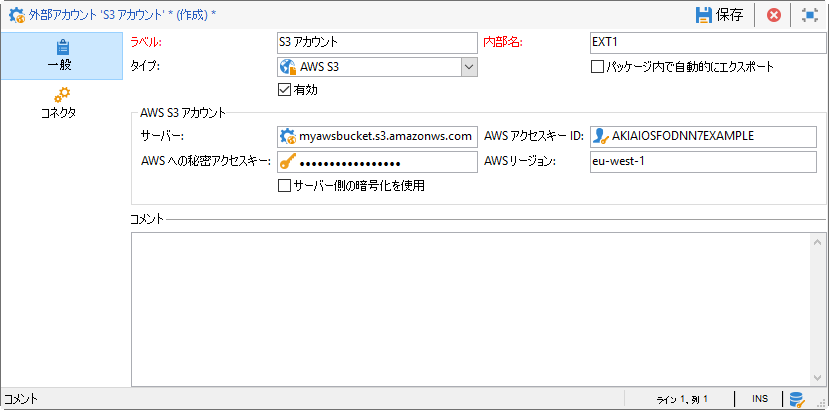 外部アカウント 'S3 アカウント' * (作成) *
保存
一般
コネクタ
ラベル: S3 アカウント 内部名: EXT1
タイプ: AWS S3 パッケージ内で自動的にエクスポート
有効
AWS S3 アカウント
サーバー: myawsbucket.s3.amazonws.com AWS アクセスキー ID: AKIAIOSFODNN7EXAMPLE
AWS への秘密アクセスキー: ●●●●●●●●●●●●●●●●● AWSリージョン: eu-west-1
サーバー側の暗号化を使用
コメント
コメント ライン 1、列 1 INS